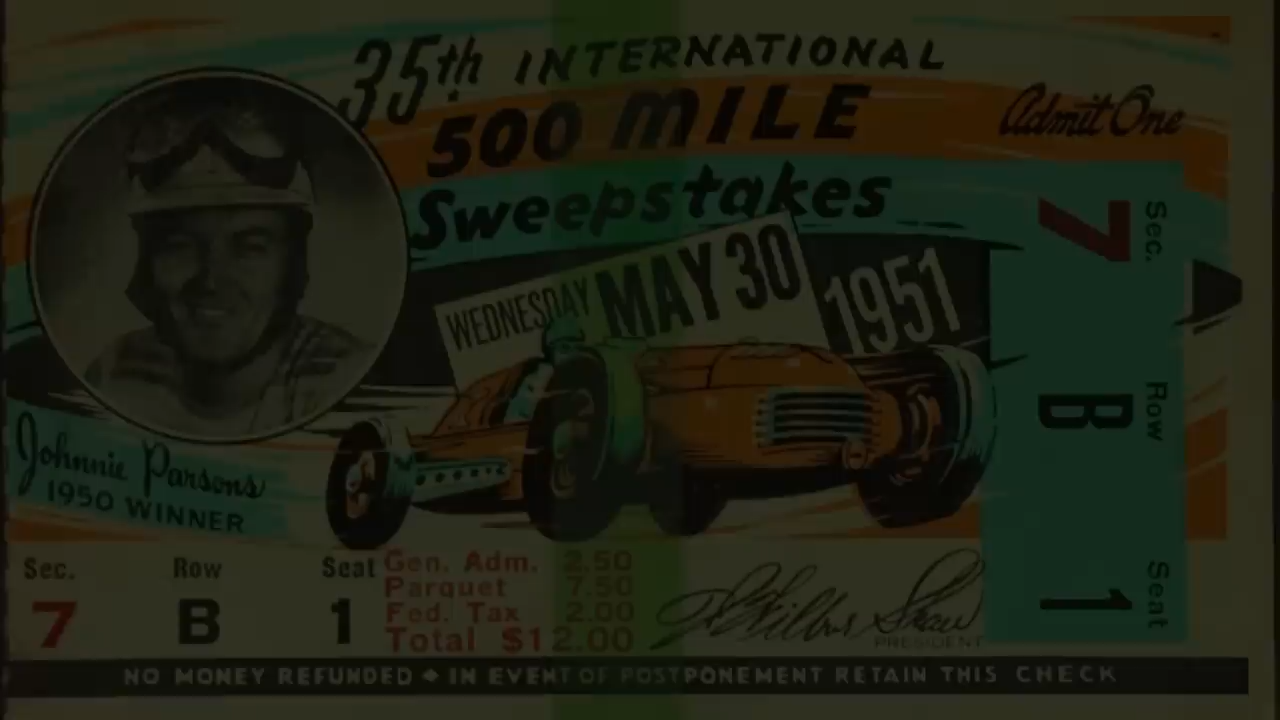 35th INTERNATIONAL
500 MILE
Sweepstakes
WEDNESDAY MAY 30 1951
Admit One
Sec. 7
Row B
Seat 1
Johnnie Parsons
1950 WINNER
Sec. Row Seat
7 B 1
Gen. Adm. 2.50
Parquet 7.50
Fed. Tax 2.00
Total $12.00
Wilbur Shaw
PRESIDENT
NO MONEY REFUNDED ◆ IN EVENT OF POSTPONEMENT RETAIN THIS CHECK